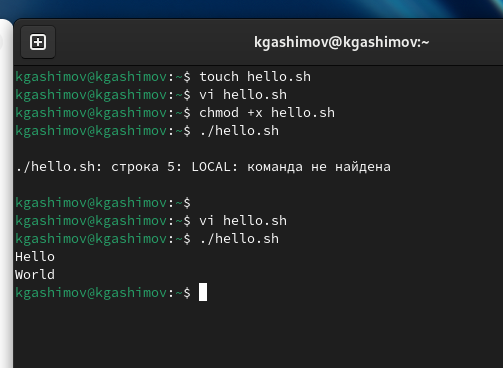 kgashimov@kgashimov:~
kgashimov@kgashimov:~$ touch hello.sh
kgashimov@kgashimov:~$ vi hello.sh
kgashimov@kgashimov:~$ chmod +x hello.sh
kgashimov@kgashimov:~$ ./hello.sh
./hello.sh: строка 5: LOCAL: команда не найдена
kgashimov@kgashimov:~$
kgashimov@kgashimov:~$ vi hello.sh
kgashimov@kgashimov:~$ ./hello.sh
Hello
World
kgashimov@kgashimov:~$